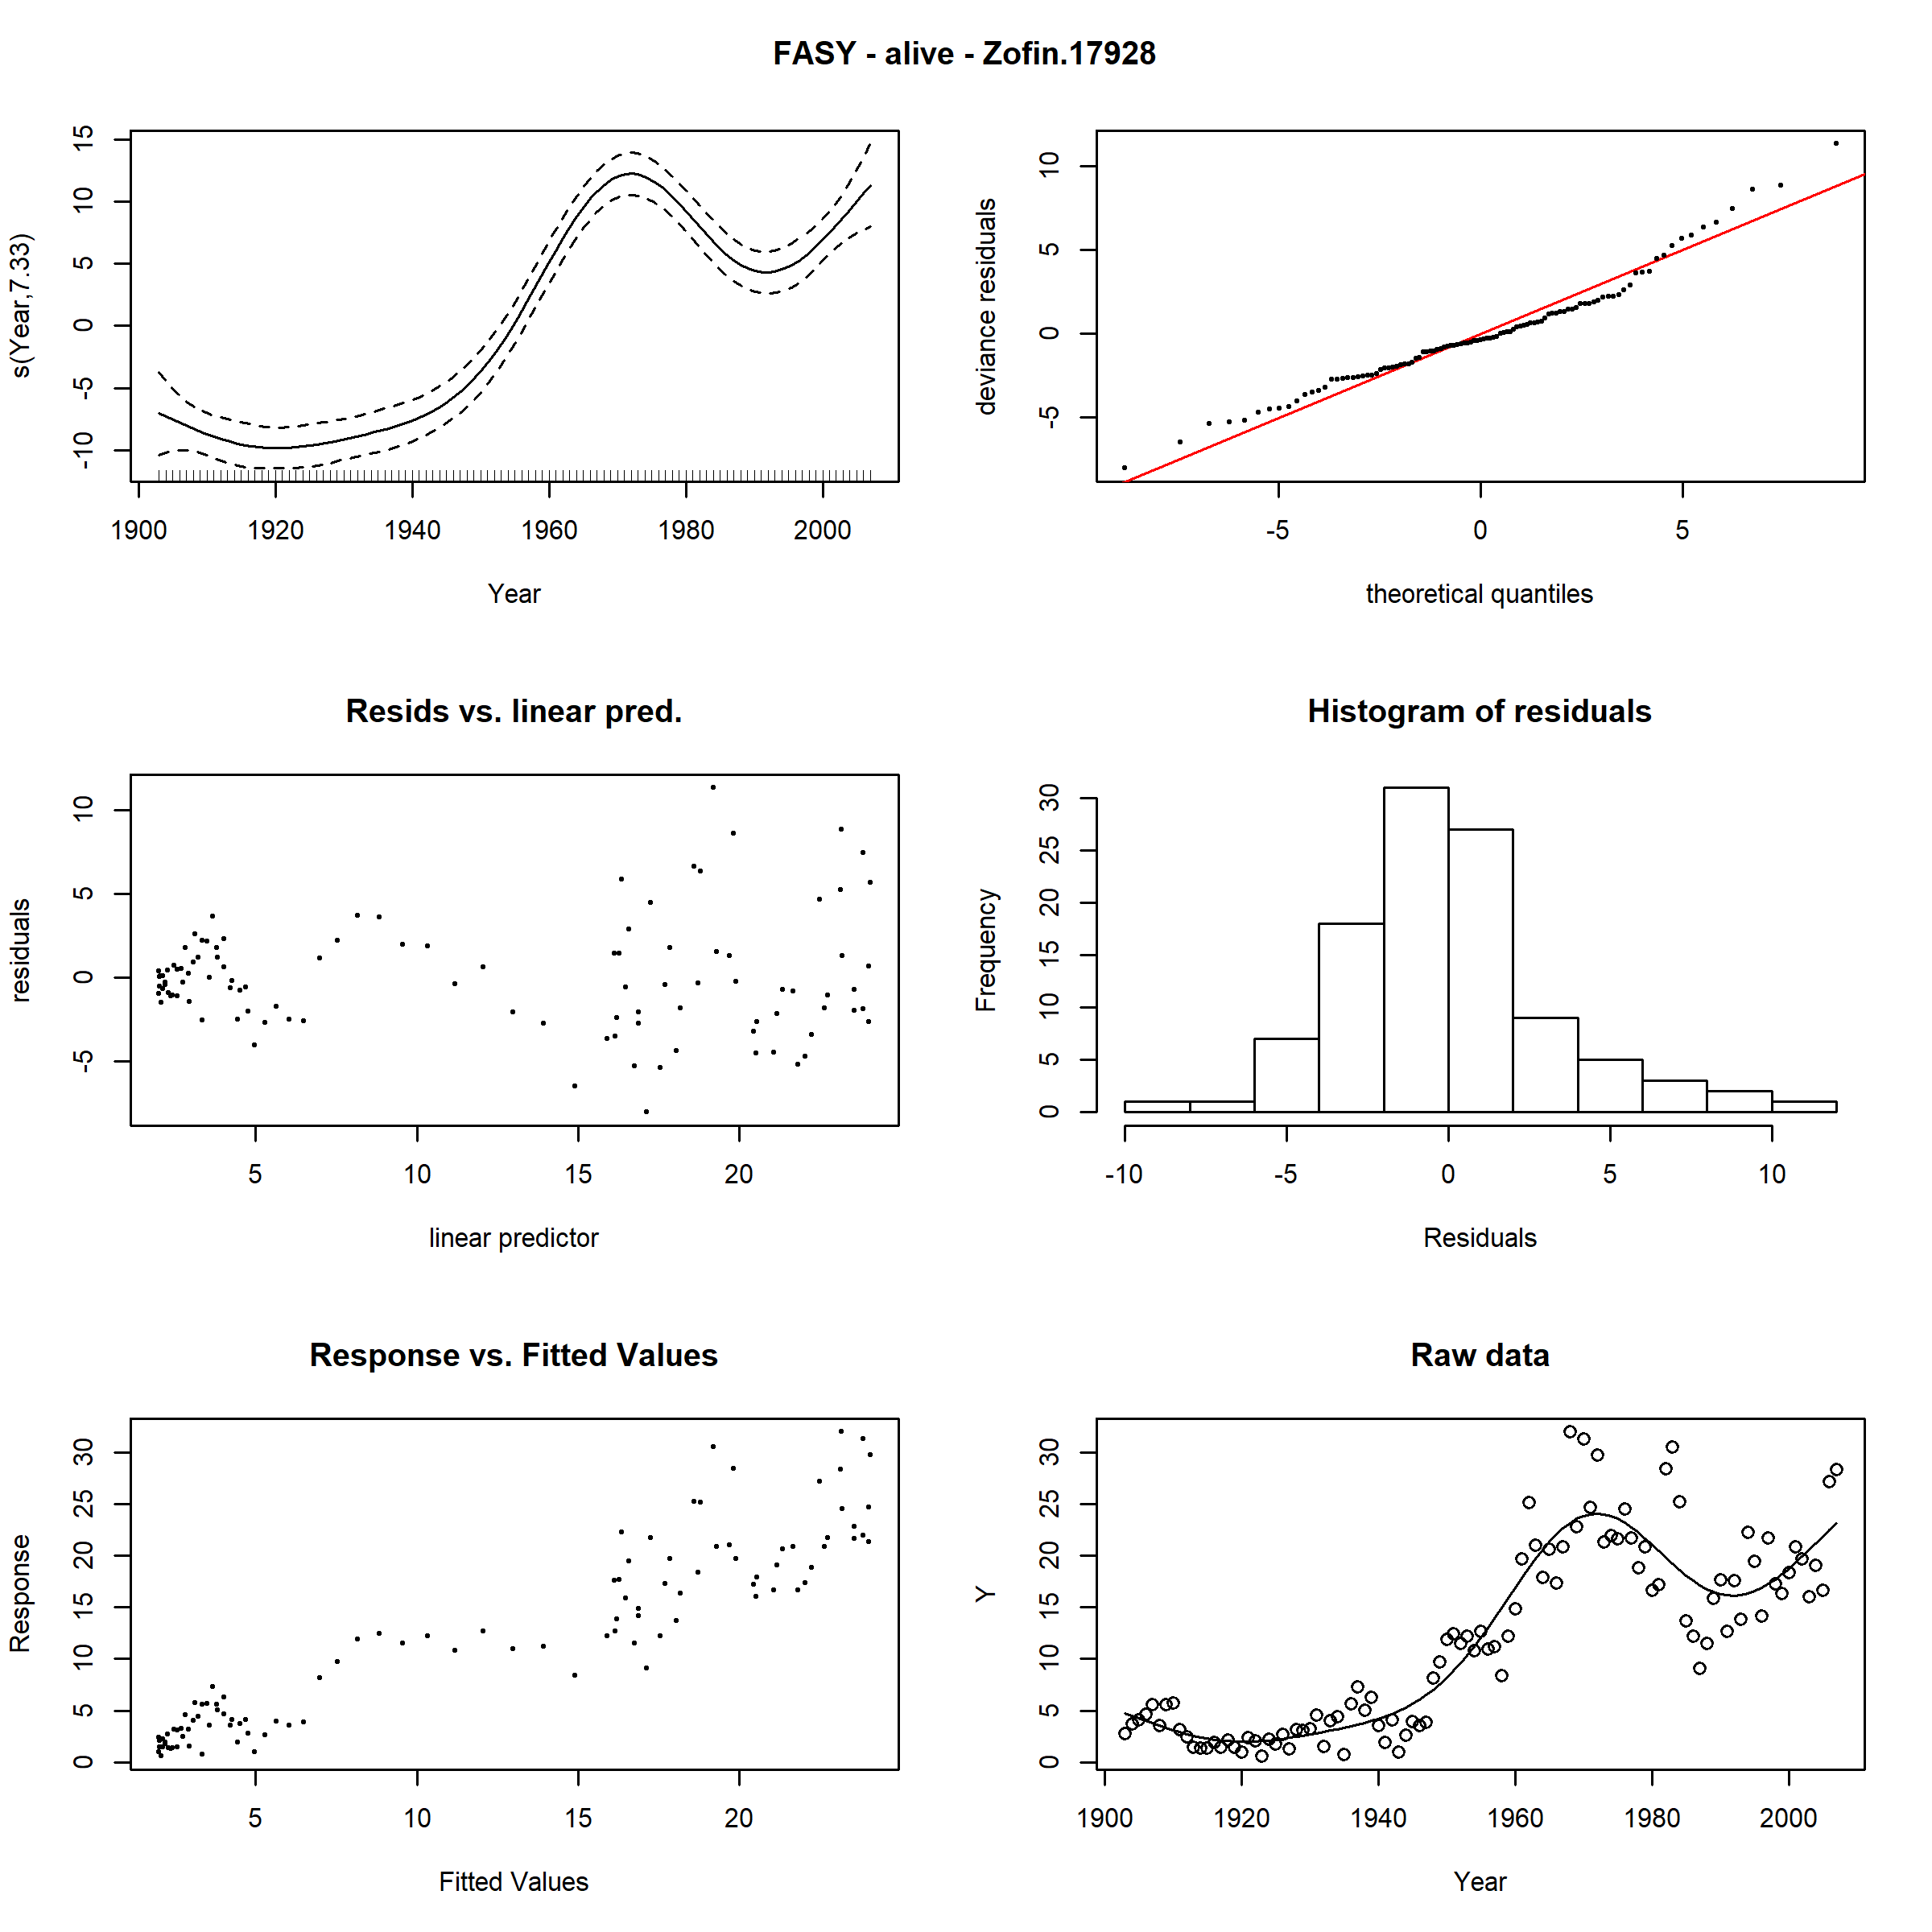 FASY - alive - Zofin.17928
s(Year,7.33)
15
10
5
0
-5
-10
1900 1920 1940 1960 1980 2000
Year
deviance residuals
10
5
0
-5
-5 0 5
theoretical quantiles
Resids vs. linear pred.
residuals
10
5
0
-5
5 10 15 20
linear predictor
Histogram of residuals
Frequency
30
25
20
15
10
5
0
-10 -5 0 5 10
Residuals
Response vs. Fitted Values
Response
30
25
20
15
10
5
0
5 10 15 20
Fitted Values
Raw data
Y
30
25
20
15
10
5
0
1900 1920 1940 1960 1980 2000
Year